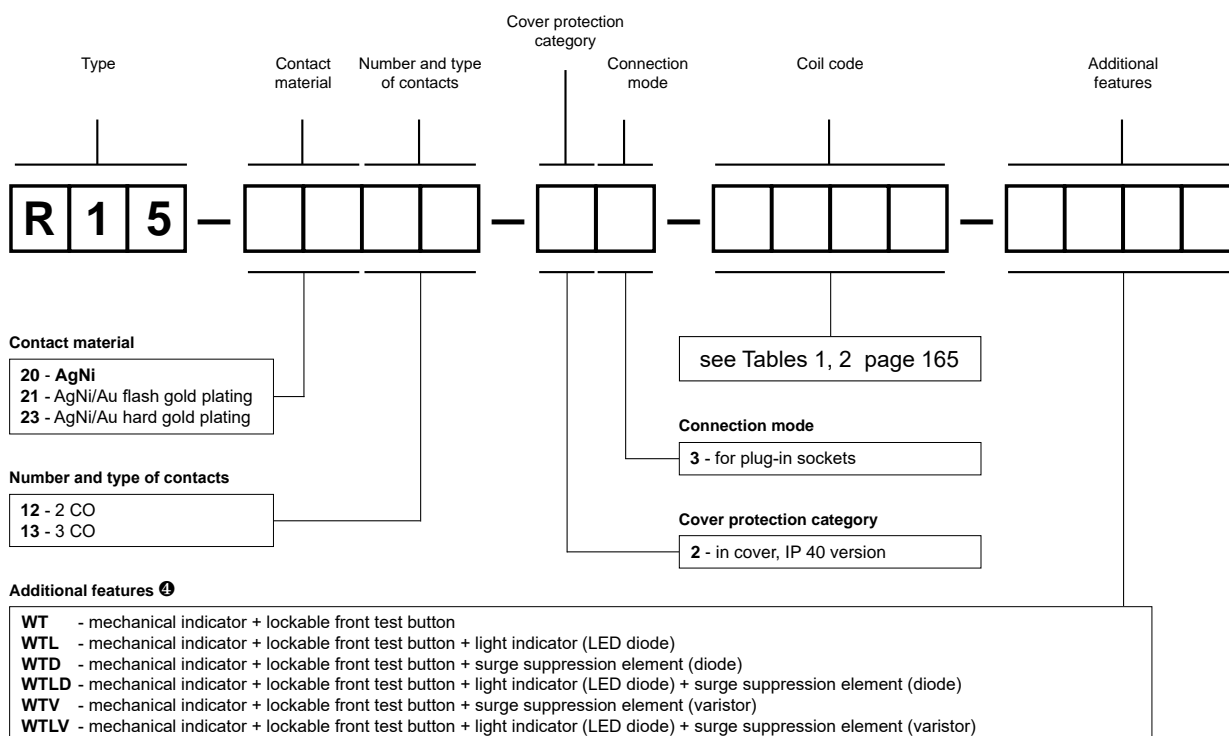 Cover protection
category
Type
Contact
material
Number and type
of contacts
Connection
mode
Coil code
Additional
features
R 1 5 – – – –
Contact material
20 - AgNi
21 - AgNi/Au flash gold plating
23 - AgNi/Au hard gold plating
see Tables 1, 2 page 165
Connection mode
3 - for plug-in sockets
Number and type of contacts
12 - 2 CO
13 - 3 CO
Cover protection category
2 - in cover, IP 40 version
Additional features ❹
WT - mechanical indicator + lockable front test button
WTL - mechanical indicator + lockable front test button + light indicator (LED diode)
WTD - mechanical indicator + lockable front test button + surge suppression element (diode)
WTLD - mechanical indicator + lockable front test button + light indicator (LED diode) + surge suppression element (diode)
WTV - mechanical indicator + lockable front test button + surge suppression element (varistor)
WTLV - mechanical indicator + lockable front test button + light indicator (LED diode) + surge suppression element (varistor)